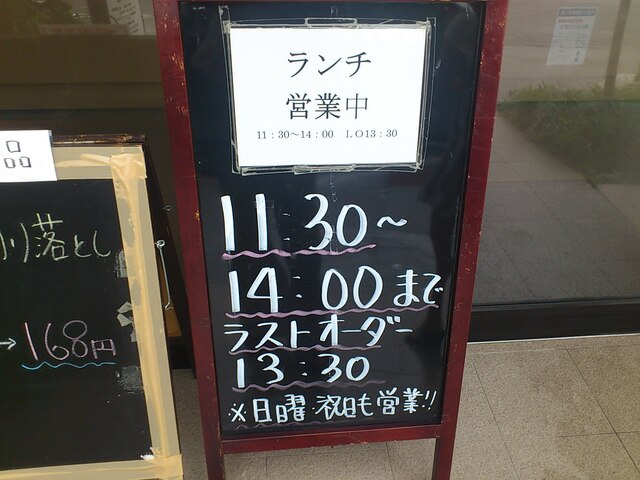 ランチ
営業中
11：30～14：00　ＬＯ13：30
11:30～
14:00まで
ラストオーダー
13:30
※日曜・祝日も営業!!
品
小落とし
→168円